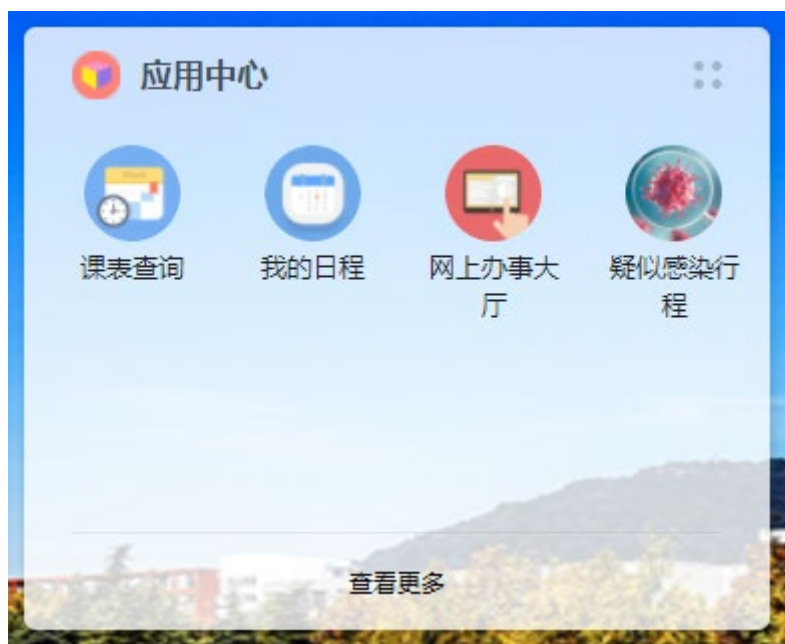 应用中心
课表查询
我的日程
网上办事大
厅
疑似感染行
程
查看更多